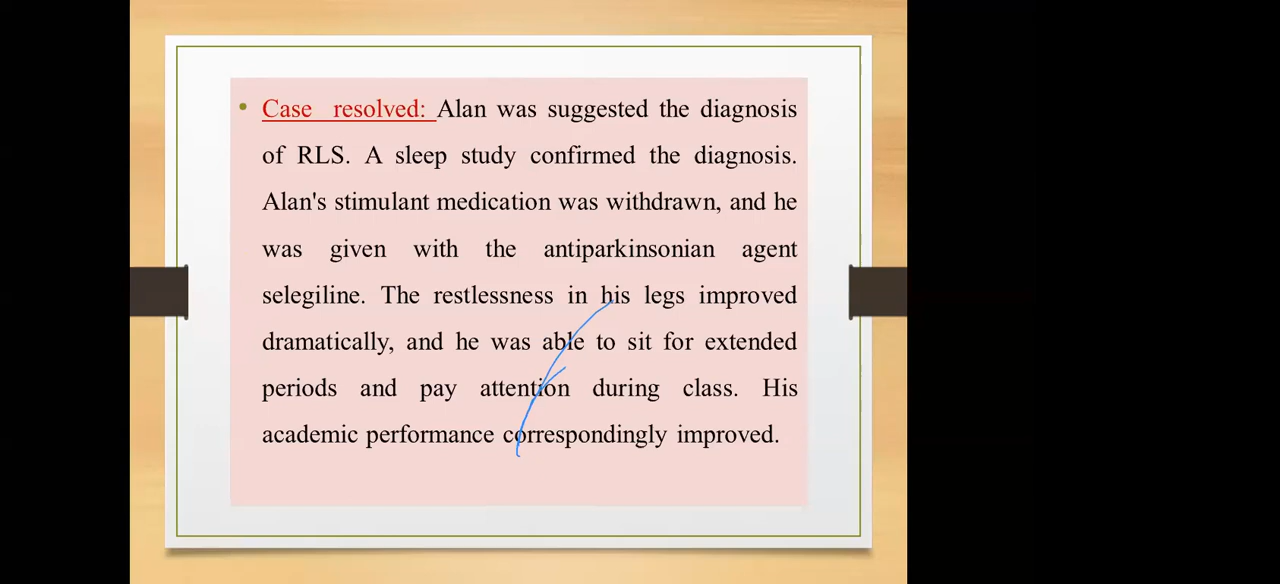 • Case resolved: Alan was suggested the diagnosis
of RLS. A sleep study confirmed the diagnosis.
Alan's stimulant medication was withdrawn, and he
was given with the antiparkinsonian agent
selegiline. The restlessness in his legs improved
dramatically, and he was able to sit for extended
periods and pay attention during class. His
academic performance correspondingly improved.